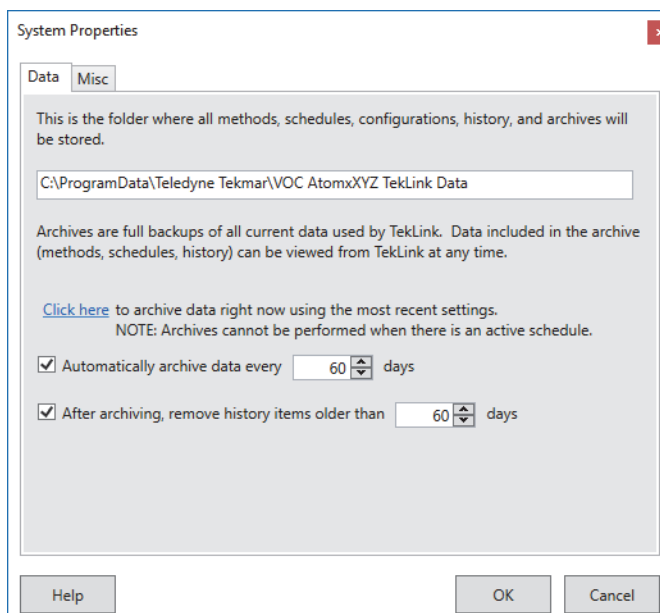 System Properties
Data
Misc
This is the folder where all methods, schedules, configurations, history, and archives will
be stored.
C:\ProgramData\Teledyne Tekmar\VOC AtomxXYZ TekLink Data
Archives are full backups of all current data used by TekLink.  Data included in the archive
(methods, schedules, history) can be viewed from TekLink at any time.
Click here to archive data right now using the most recent settings.
NOTE: Archives cannot be performed when there is an active schedule.
Automatically archive data every 60 days
After archiving, remove history items older than 60 days
Help
OK
Cancel